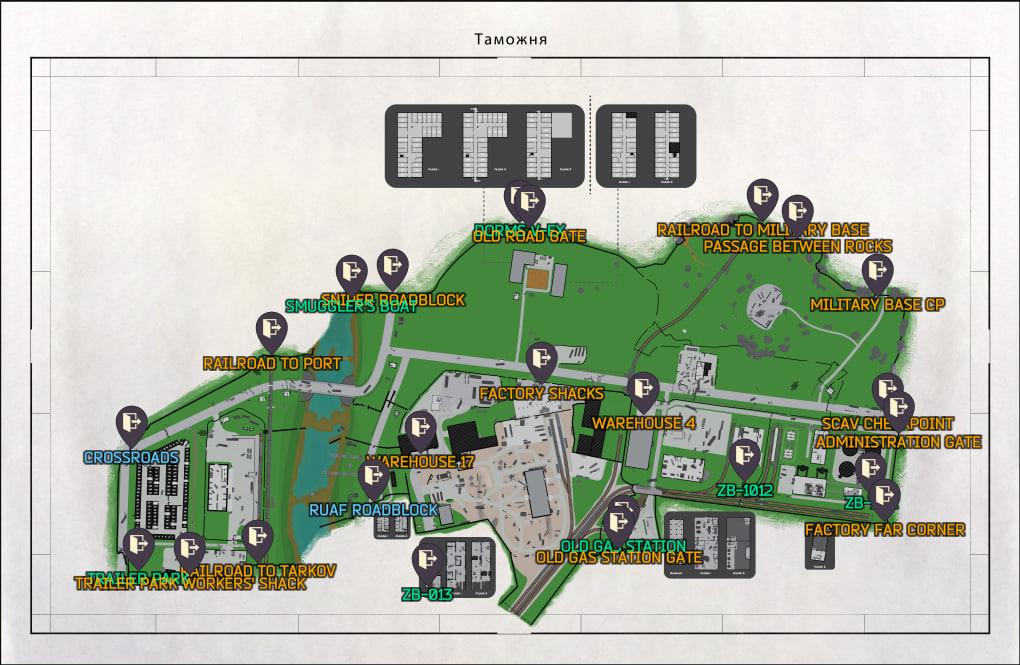 Таможня
DORMS V-EX
OLD ROAD GATE
RAILROAD TO MILITARY BASE
PASSAGE BETWEEN ROCKS
SNIPER ROADBLOCK
SMUGGLER'S BOAT
MILITARY BASE CP
RAILROAD TO PORT
FACTORY SHACKS
WAREHOUSE 4
SCAV CHECKPOINT
ADMINISTRATION GATE
CROSSROADS
WAREHOUSE 17
ZB-1012
ZB-
RUAF ROADBLOCK
FACTORY FAR CORNER
OLD GAS STATION
OLD GAS STATION GATE
RAILROAD TO TARKOV
TRAILER PARK
TRAILER PARK WORKERS' SHACK
ZB-013